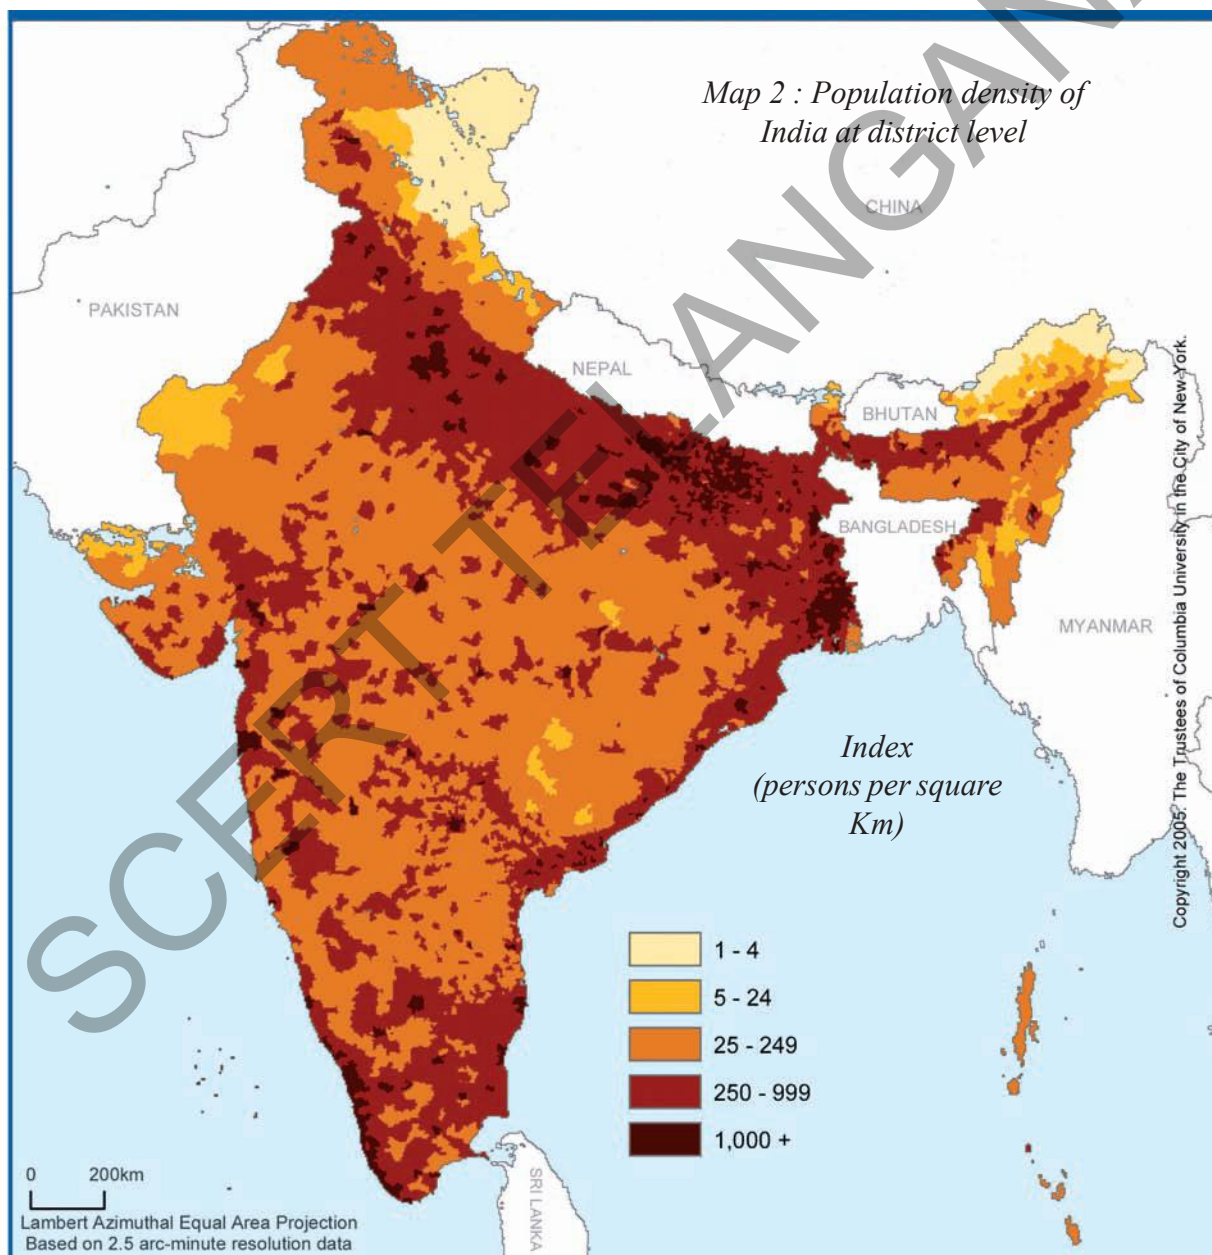 Map 2 : Population density of
India at district level
CHINA
PAKISTAN
NEPAL
BHUTAN
BANGLADESH
MYANMAR
Index
(persons per square
Km)
1 - 4
5 - 24
25 - 249
250 - 999
1,000 +
SRI LANKA
0 200km
Lambert Azimuthal Equal Area Projection
Based on 2.5 arc-minute resolution data
Copyright 2005. The Trustees of Columbia University in the City of New York.
SCERT TELANGANA